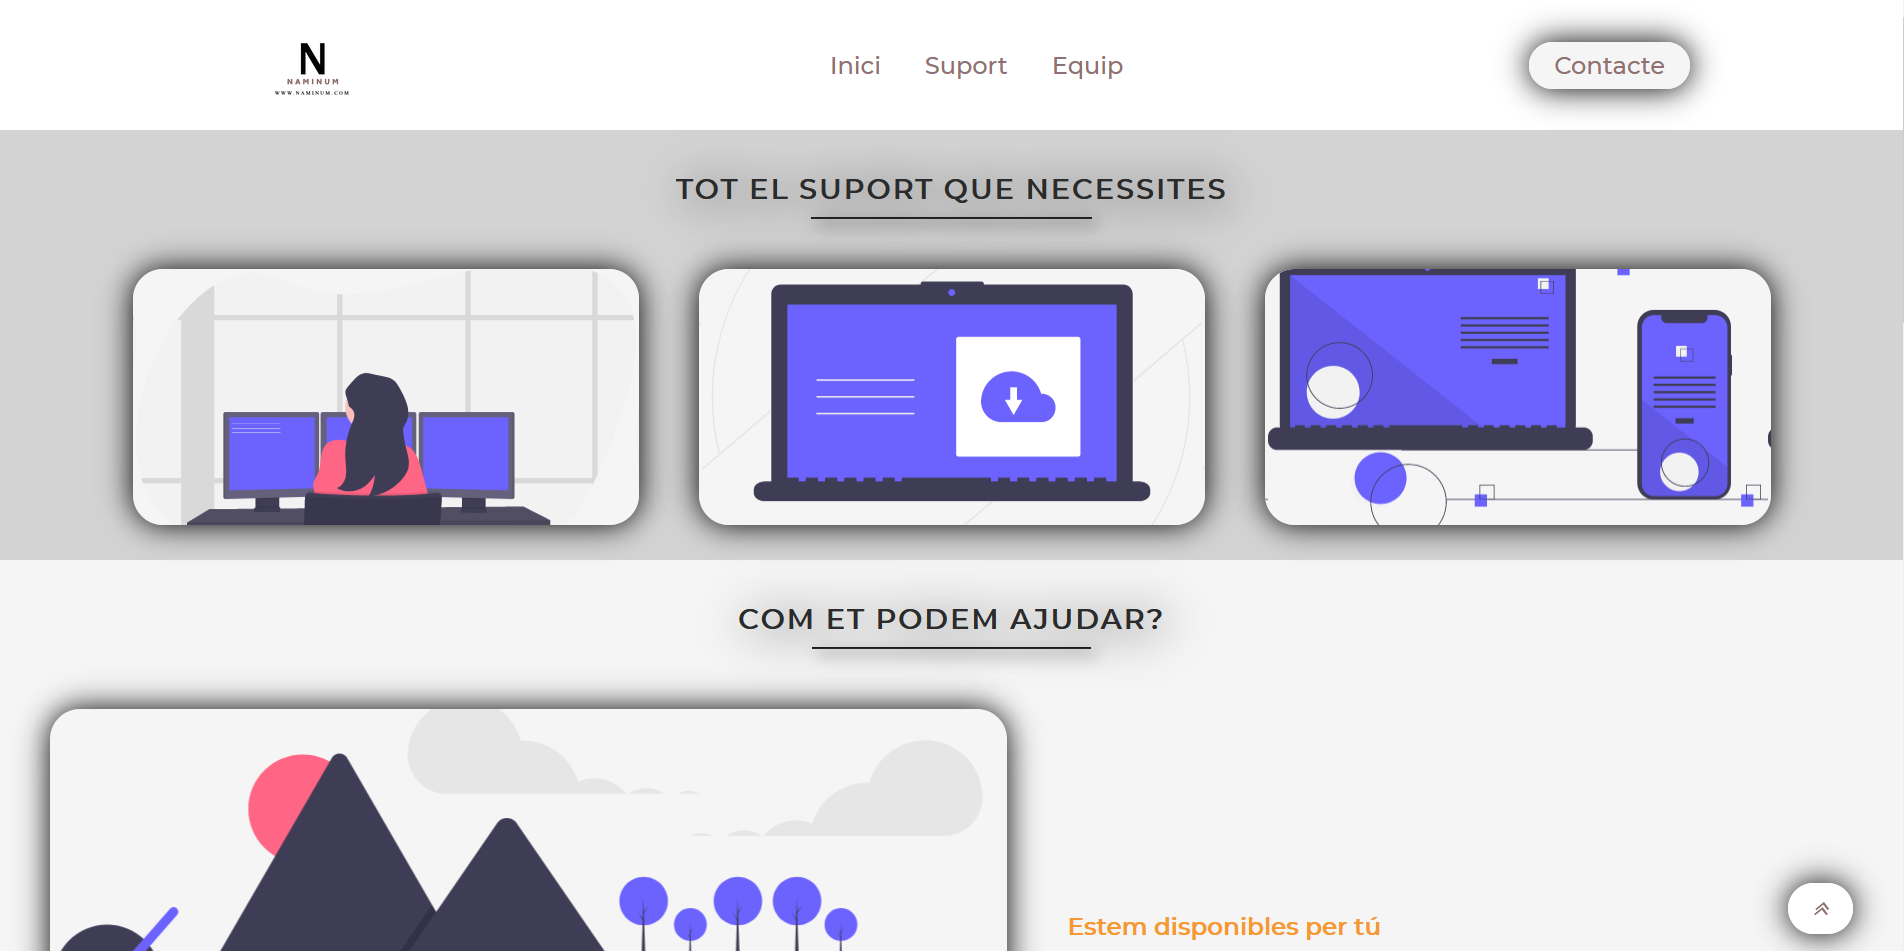 N
NAMINUM
WWW.NAMINUM.COM
Inici
Suport
Equip
Contacte
TOT EL SUPORT QUE NECESSITES
COM ET PODEM AJUDAR?
Estem disponibles per tú